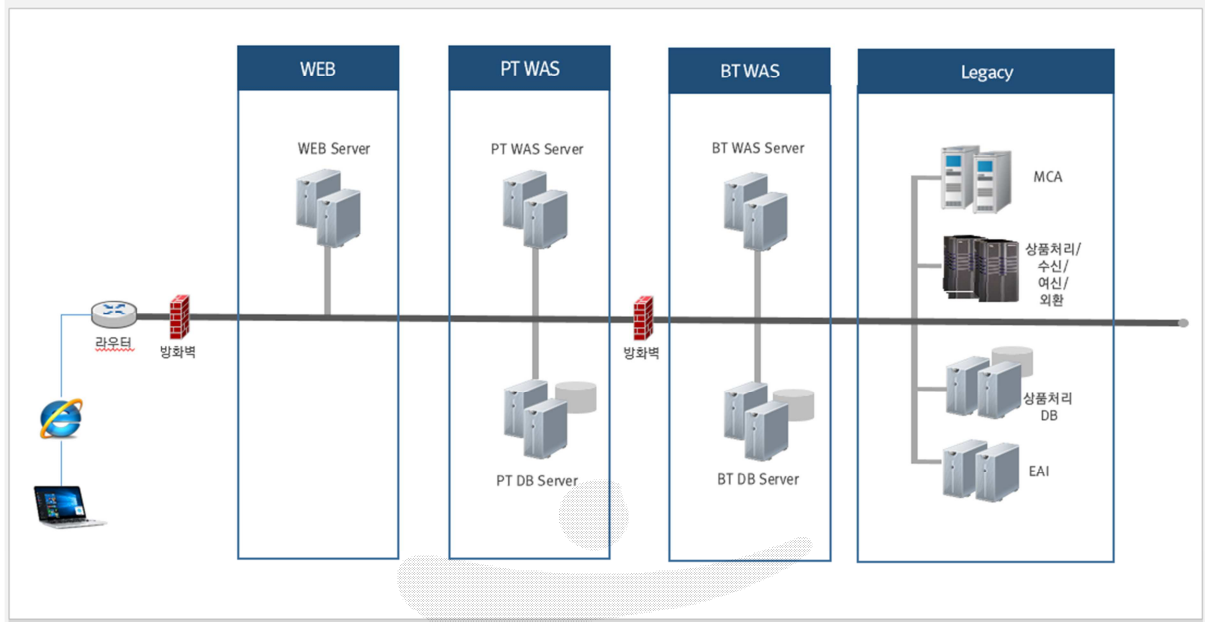 WEB
PT WAS
BT WAS
Legacy
WEB Server
PT WAS Server
BT WAS Server
MCA
상품처리/
수신/
여신/
외환
라우터
방화벽
방화벽
상품처리
DB
PT DB Server
BT DB Server
EAI